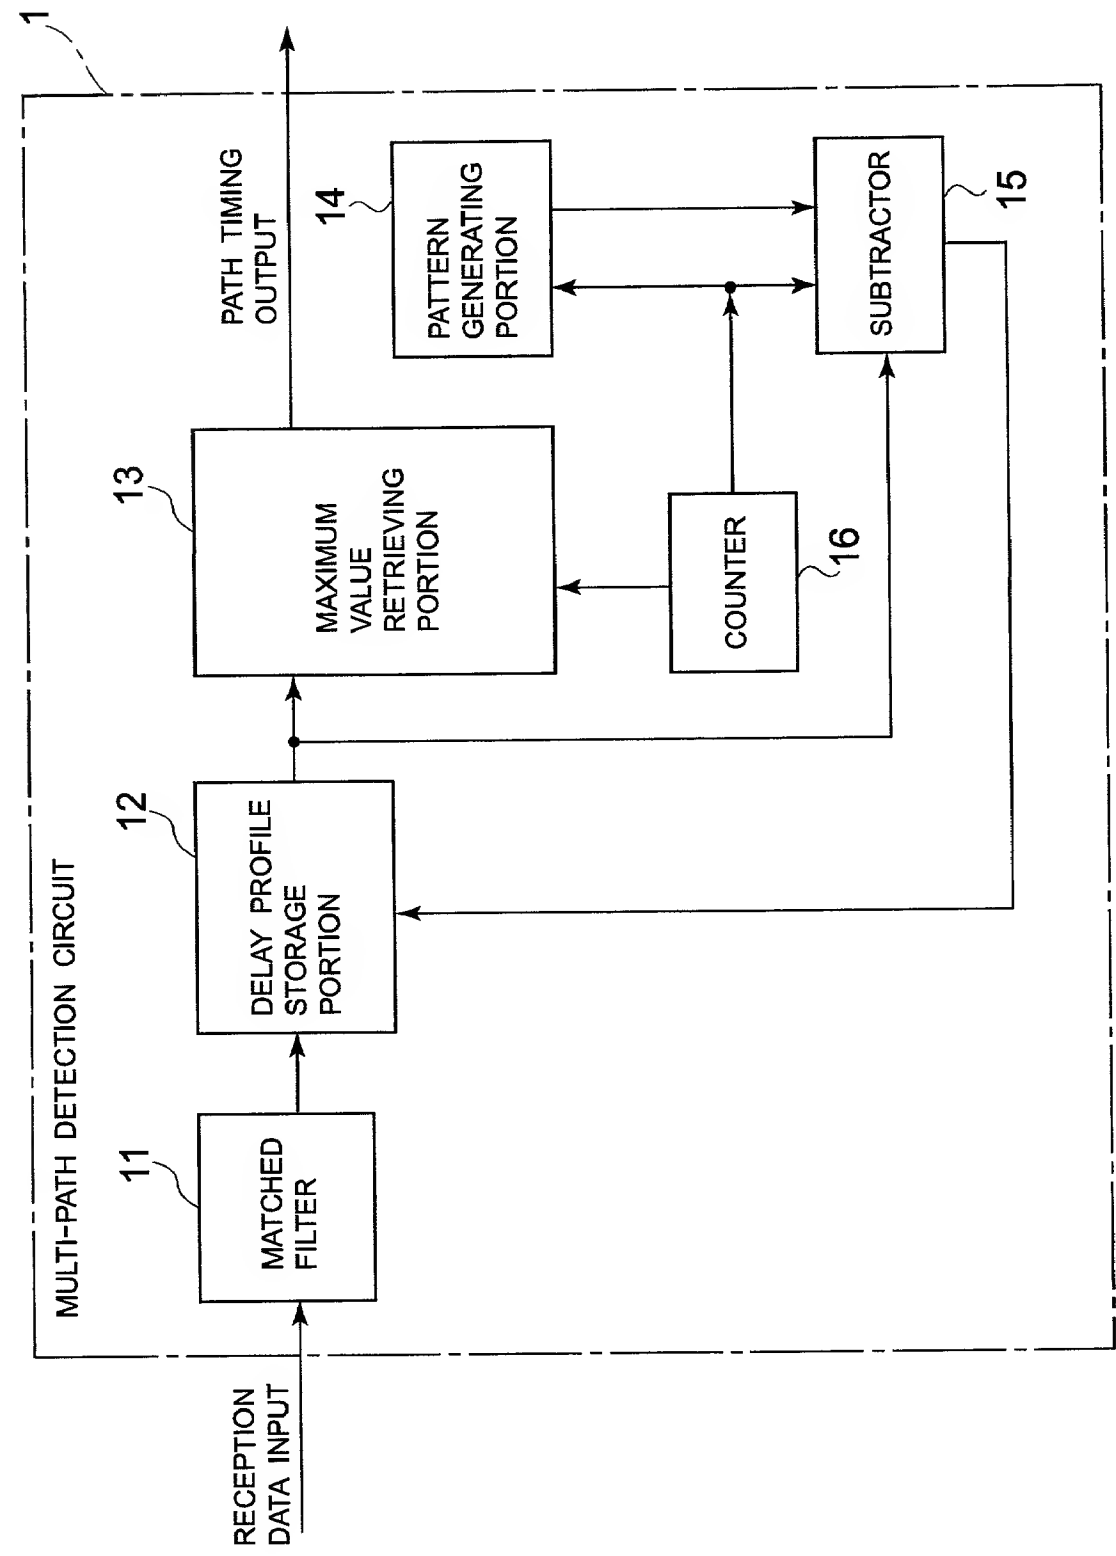 1
MULTI-PATH DETECTION CIRCUIT
RECEPTION
DATA INPUT
11
MATCHED
FILTER
12
DELAY PROFILE
STORAGE
PORTION
13
MAXIMUM
VALUE
RETRIEVING
PORTION
PATH TIMING
OUTPUT
14
PATTERN
GENERATING
PORTION
COUNTER
16
SUBTRACTOR
15